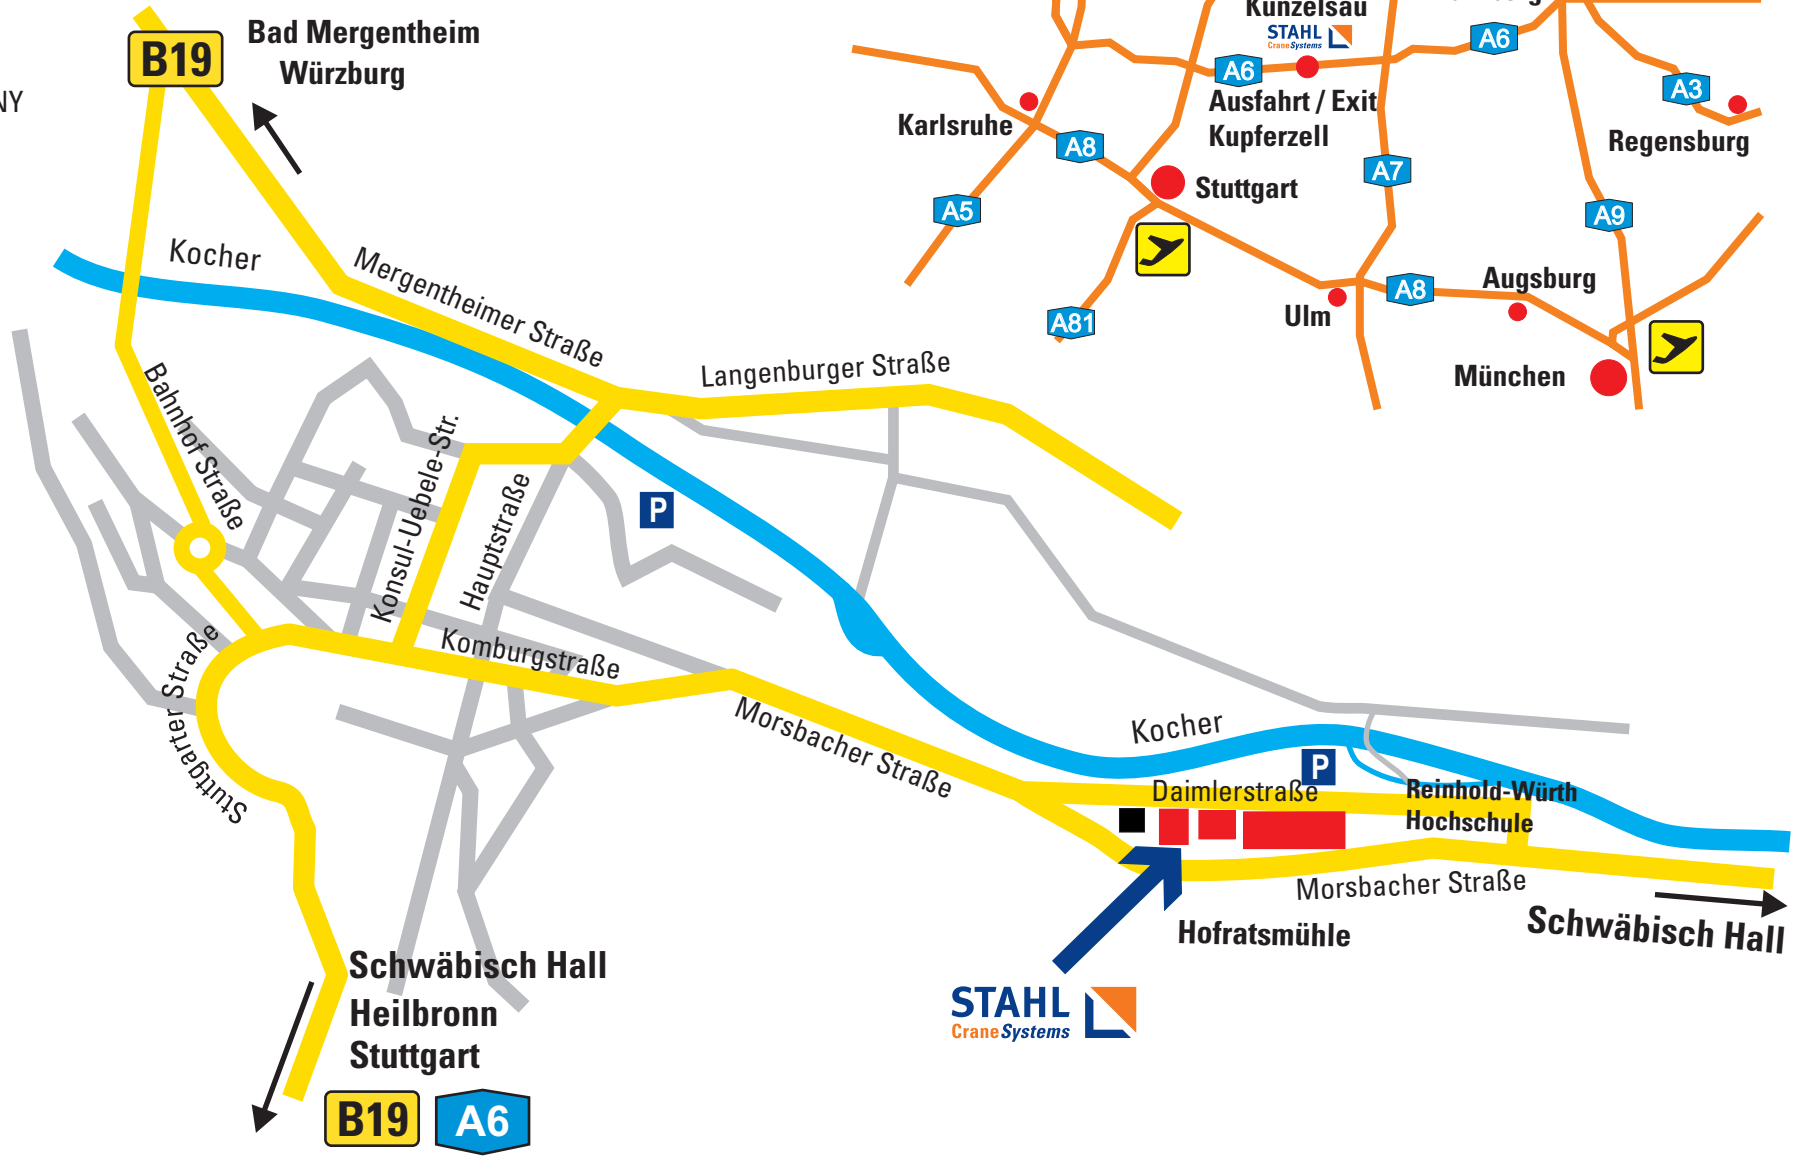 B19
Bad Mergentheim
Würzburg
NY
Künzelsau
STAHL
CraneSystems
A6
A6
A3
Ausfahrt / Exit
Kupferzell
Karlsruhe
A8
Regensburg
A7
Stuttgart
A5
A9
A81
Ulm
A8
Augsburg
München
Kocher
Mergentheimer Straße
Langenburger Straße
Bahnhof Straße
Konsul-Uebele-Str.
Hauptstraße
P
Komburgstraße
Stuttgarter Straße
Morsbacher Straße
Kocher
P
Daimlerstraße
Reinhold-Würth
Hochschule
Morsbacher Straße
Hofratsmühle
Schwäbisch Hall
STAHL
CraneSystems
Schwäbisch Hall
Heilbronn
Stuttgart
B19
A6